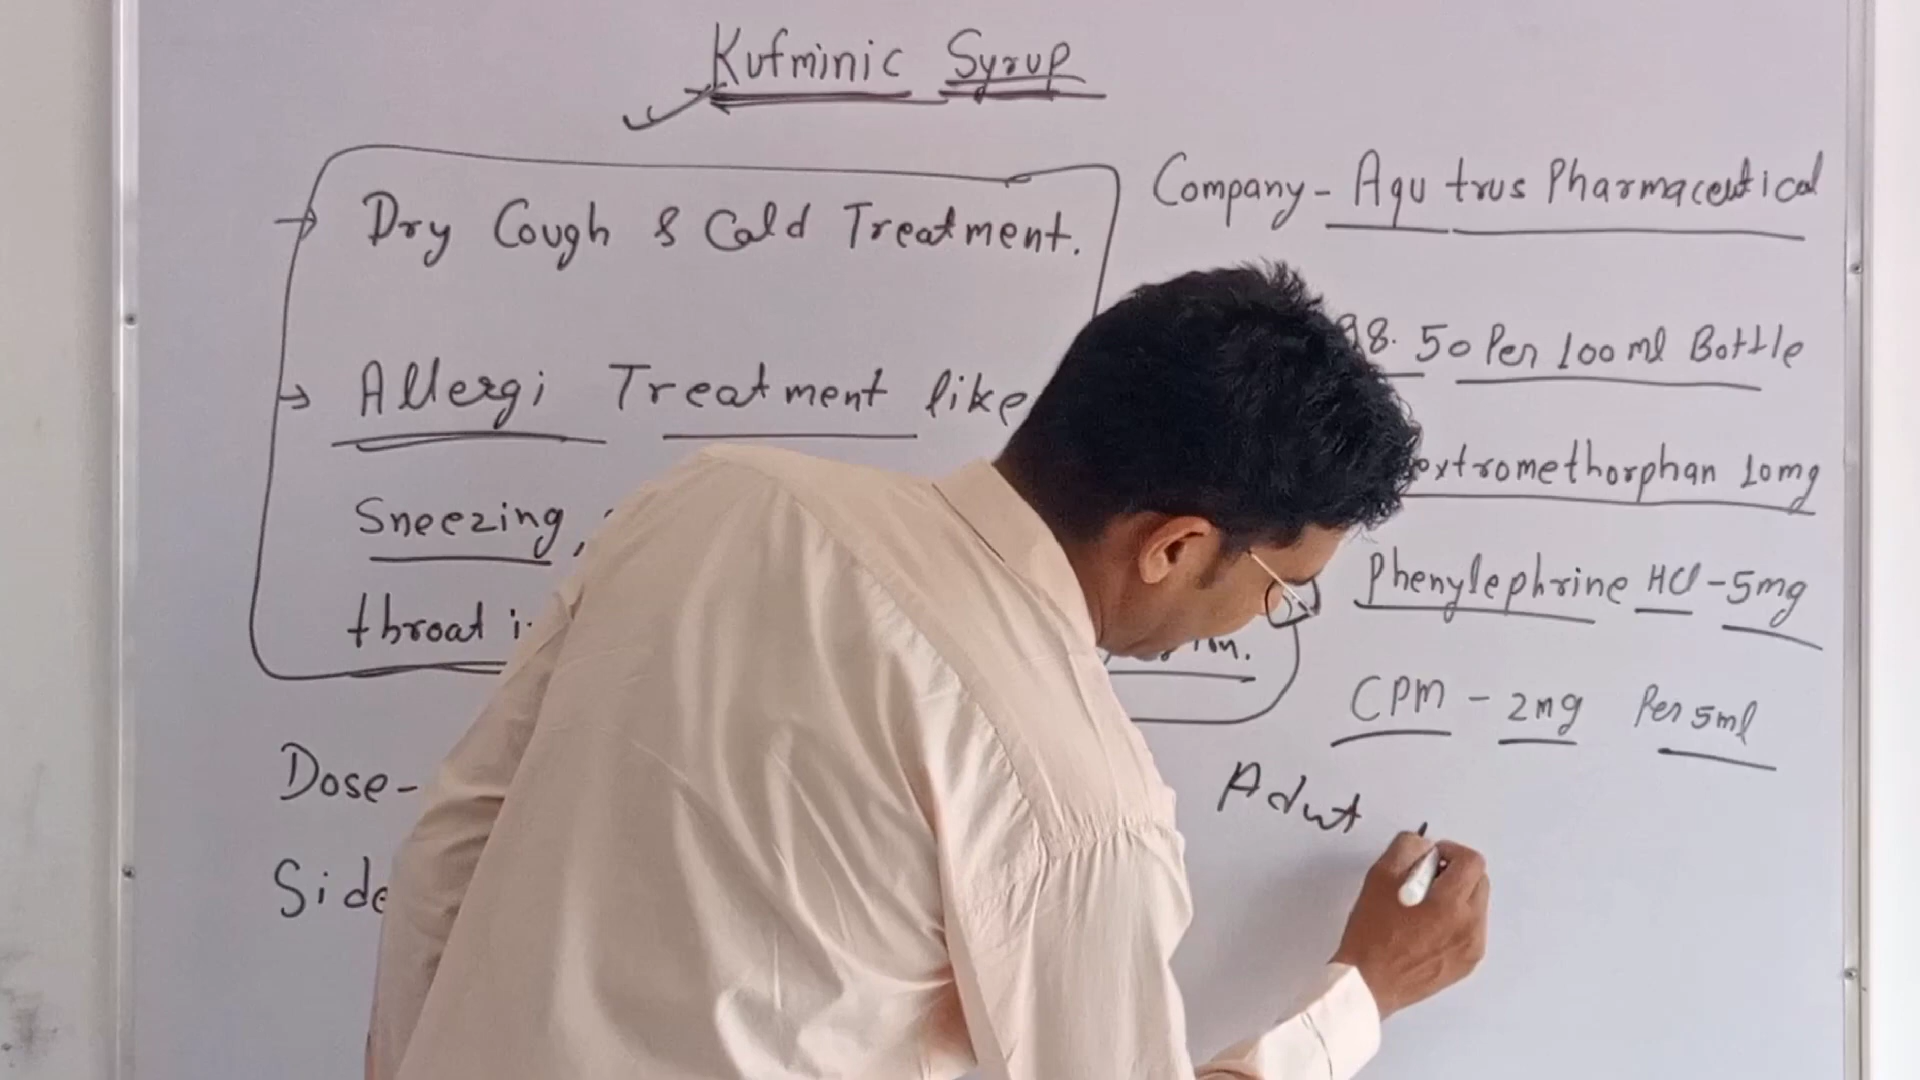 Kufminic Syrup
Dry Cough & Cold Treatment.
Allergi Treatment like
Sneezing,
throat
Dose-
Side
Company- Aqu trus Pharmaceutical
98.50 Per 100ml Bottle
extromethorphan 10mg
Phenylephrine HCl-5mg
CPM - 2mg Per 5ml
Adut